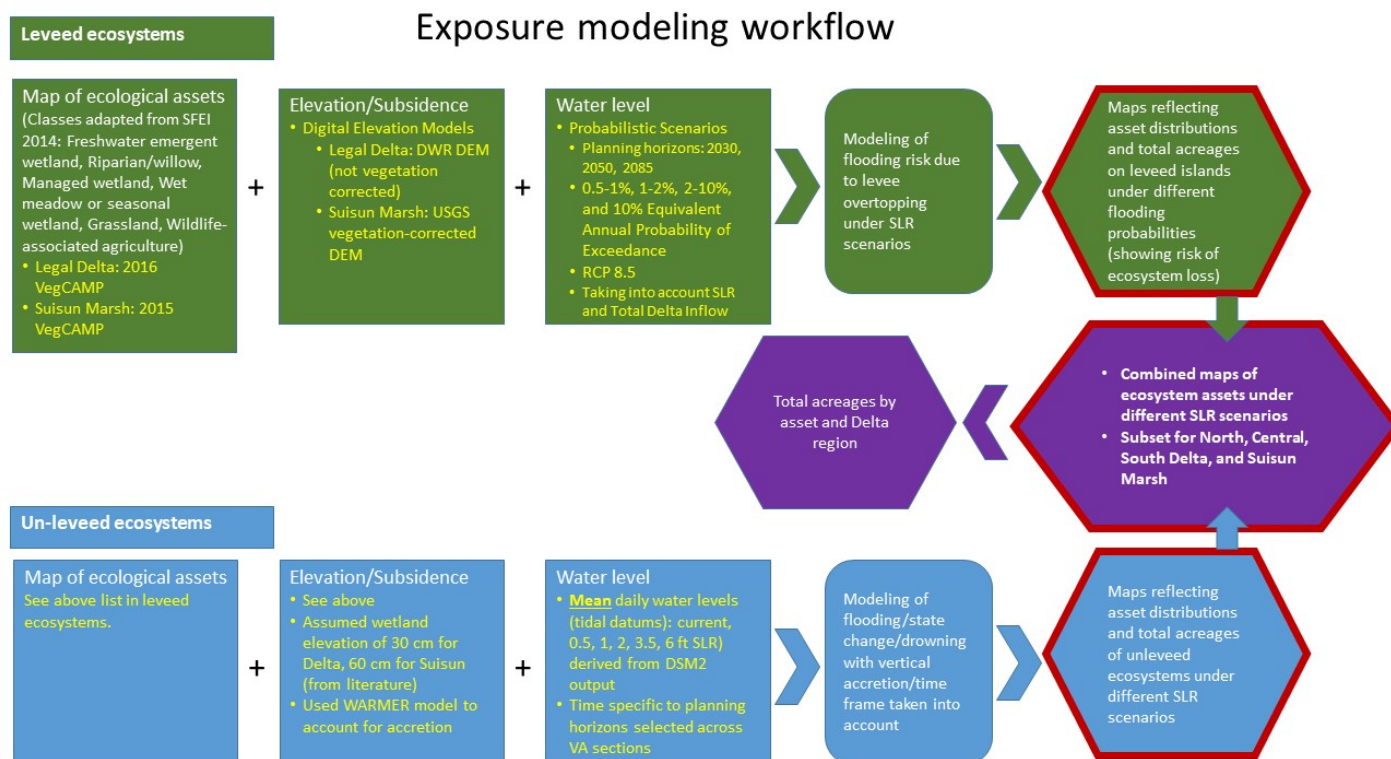 Exposure modeling workflow
Leveed ecosystems
Map of ecological assets
(Classes adapted from SFEI
2014: Freshwater emergent
wetland, Riparian/willow,
Managed wetland, Wet
meadow or seasonal
wetland, Grassland, Wildlife-
associated agriculture)
• Legal Delta: 2016
VegCAMP
• Suisun Marsh: 2015
VegCAMP
+
Elevation/Subsidence
• Digital Elevation Models
• Legal Delta: DWR DEM
(not vegetation
corrected)
• Suisun Marsh: USGS
vegetation-corrected
DEM
+
Water level
• Probabilistic Scenarios
• Planning horizons: 2030,
2050, 2085
• 0.5-1%, 1-2%, 2-10%,
and 10% Equivalent
Annual Probability of
Exceedance
• RCP 8.5
• Taking into account SLR
and Total Delta Inflow
Modeling of
flooding risk due
to levee
overtopping
under SLR
scenarios
Maps reflecting
asset distributions
and total acreages
on leveed islands
under different
flooding
probabilities
(showing risk of
ecosystem loss)
Total acreages by
asset and Delta
region
• Combined maps of
ecosystem assets under
different SLR scenarios
• Subset for North, Central,
South Delta, and Suisun
Marsh
Un-leveed ecosystems
Map of ecological assets
See above list in leveed
ecosystems.
+
Elevation/Subsidence
• See above
• Assumed wetland
elevation of 30 cm for
Delta, 60 cm for Suisun
(from literature)
• Used WARMER model to
account for accretion
+
Water level
• Mean daily water levels
(tidal datums): current,
0.5, 1, 2, 3.5, 6 ft SLR)
derived from DSM2
output
• Time specific to planning
horizons selected across
VA sections
Modeling of
flooding/state
change/drowning
with vertical
accretion/time
frame taken into
account
Maps reflecting
asset distributions
and total acreages
of unleveed
ecosystems under
different SLR
scenarios